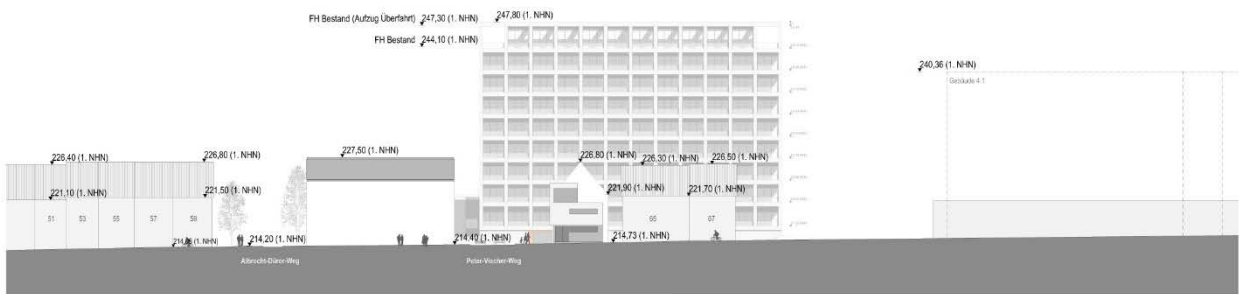 FH Bestand (Aufzug Überfahrt) 247,30 (1. NHN) 247,80 (1. NHN)
FH Bestand 244,10 (1. NHN)
240,36 (1. NHN)
Gebäude 4.1
227,50 (1. NHN)
226,40 (1. NHN) 226,80 (1. NHN) 226,80 (1. NHN) 226,30 (1. NHN) 226,50 (1. NHN)
221,10 (1. NHN) 221,50 (1. NHN) 221,90 (1. NHN) 221,70 (1. NHN)
51 53 55 57 59 65 67
(1. NHN) 214,20 (1. NHN) 214,40 (1. NHN) 214,73 (1. NHN)
Albrecht-Dürer-Weg Peter-Vischer-Weg